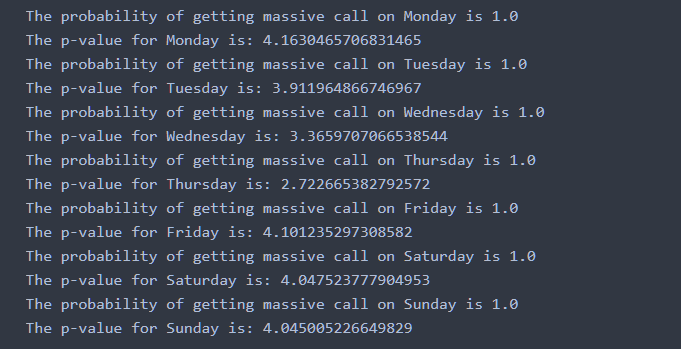 The probability of getting massive call on Monday is 1.0
The p-value for Monday is: 4.1630465706831465
The probability of getting massive call on Tuesday is 1.0
The p-value for Tuesday is: 3.911964866746967
The probability of getting massive call on Wednesday is 1.0
The p-value for Wednesday is: 3.3659707066538544
The probability of getting massive call on Thursday is 1.0
The p-value for Thursday is: 2.722665382792572
The probability of getting massive call on Friday is 1.0
The p-value for Friday is: 4.101235297308582
The probability of getting massive call on Saturday is 1.0
The p-value for Saturday is: 4.047523777904953
The probability of getting massive call on Sunday is 1.0
The p-value for Sunday is: 4.045005226649829